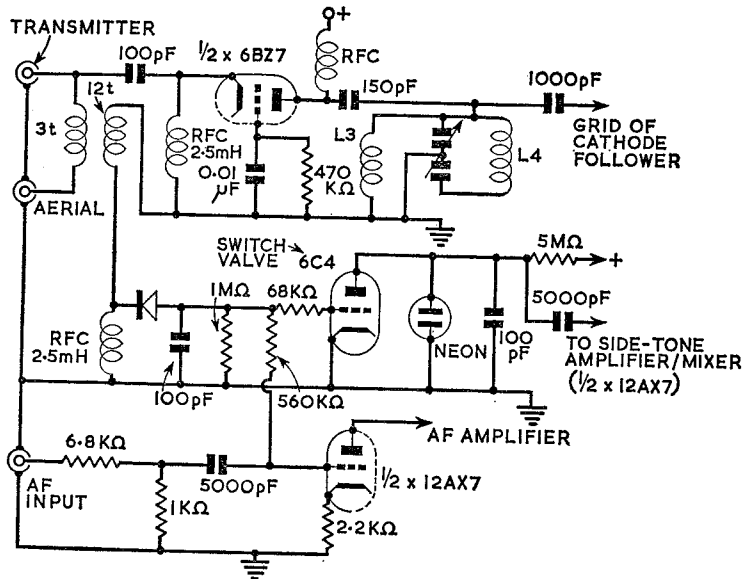 TRANSMITTER
100pF
1/2 x 6BZ7
+
RFC
150pF
1000pF
12t
3t
RFC
2.5mH
0.01
µF
470
KΩ
L3
L4
GRID OF
CATHODE
FOLLOWER
AERIAL
SWITCH
VALVE
6C4
5MΩ
+
1MΩ
68KΩ
5000pF
RFC
2.5mH
NEON
100
pF
TO SIDE-TONE
AMPLIFIER/MIXER
(1/2 x 12AX7)
100pF
560KΩ
AF AMPLIFIER
6.8KΩ
5000pF
1/2 x 12AX7
AF
INPUT
1KΩ
2.2KΩ